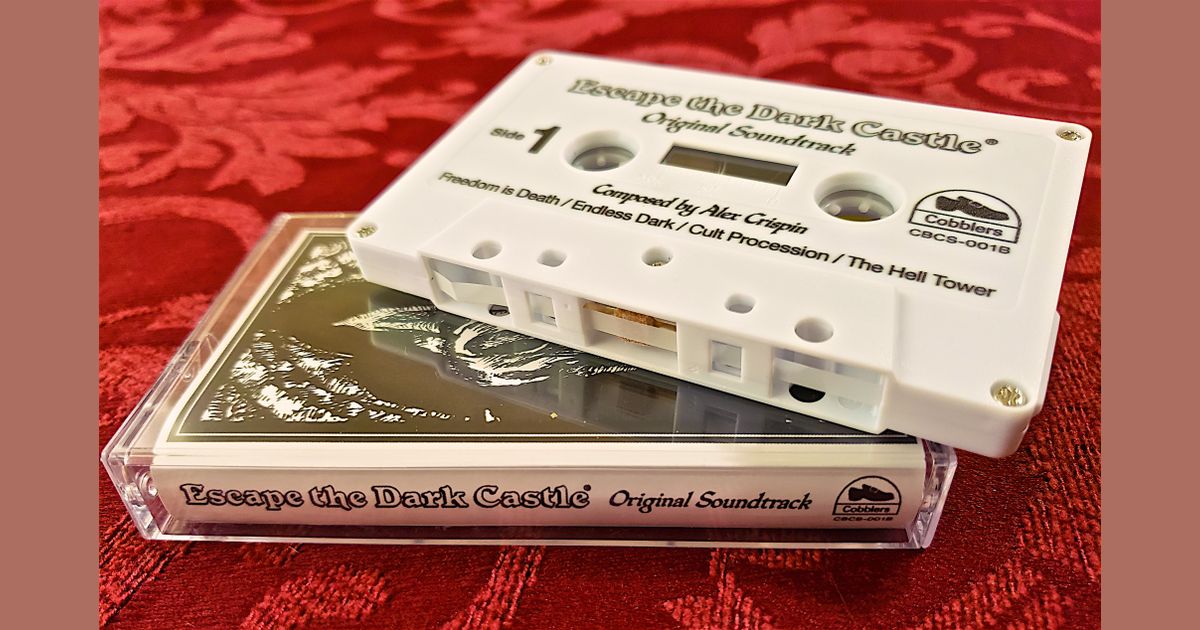 Escape the Dark Castle®
Original Soundtrack
Side 1
Composed by Alex Crispin
Freedom is Death / Endless Dark / Cult Procession / The Hell Tower
Cobblers
CBCS-001B
Escape the Dark Castle® Original Soundtrack
Cobblers
CBCS-001B